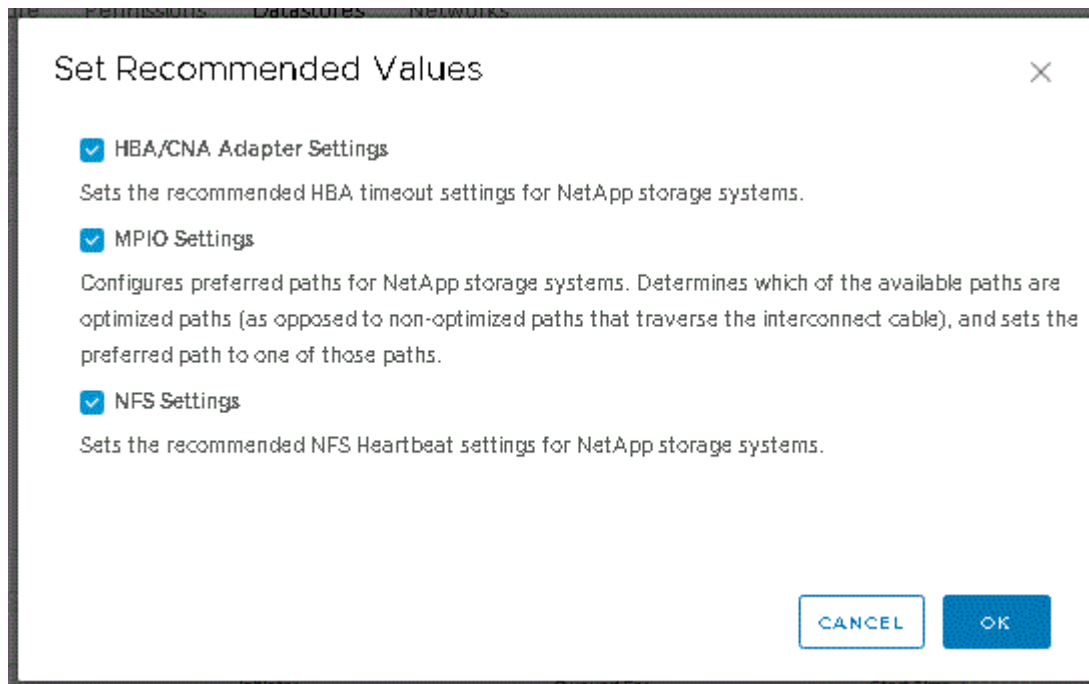 Permissions Datastores Networks
Set Recommended Values
HBA/CNA Adapter Settings
Sets the recommended HBA timeout settings for NetApp storage systems.
MPIO Settings
Configures preferred paths for NetApp storage systems. Determines which of the available paths are
optimized paths (as opposed to non-optimized paths that traverse the interconnect cable), and sets the
preferred path to one of those paths.
NFS Settings
Sets the recommended NFS Heartbeat settings for NetApp storage systems.
CANCEL OK